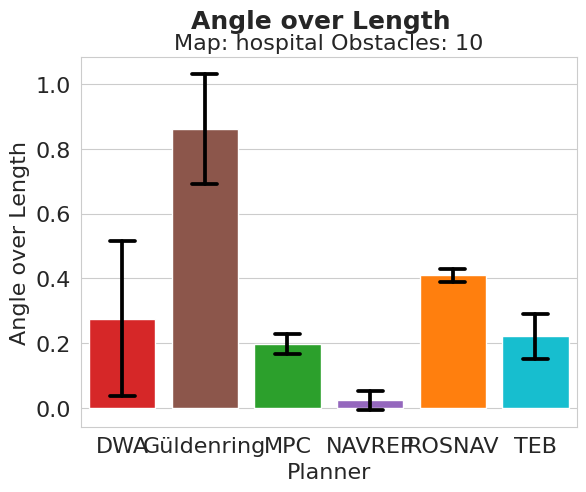 Angle over Length
Map: hospital Obstacles: 10
Angle over Length
1.0
0.8
0.6
0.4
0.2
0.0
DWA Güldenring MPC NAVREP ROSNAV TEB
Planner